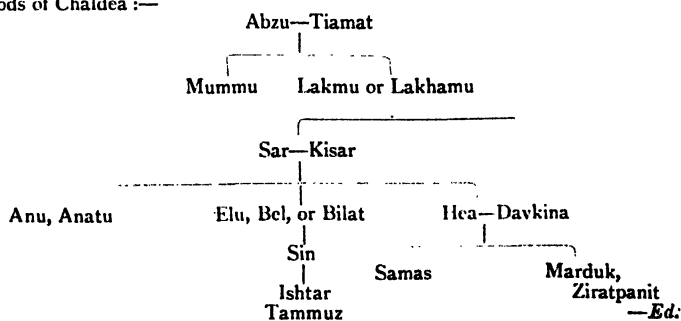 ods of Chaldea :—
Abzu—Tiamat
Mummu Lakmu or Lakhamu
Sar—Kisar
Anu, Anatu Elu, Bel, or Bilat Hea—Davkina
Sin
Samas Marduk,
Ishtar Ziratpanit
Tammuz —Ed.